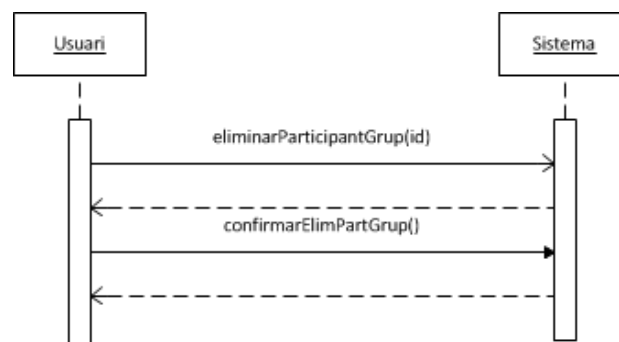 Usuari
Sistema
eliminarParticipantGrup(id)
confirmarElimPartGrup()